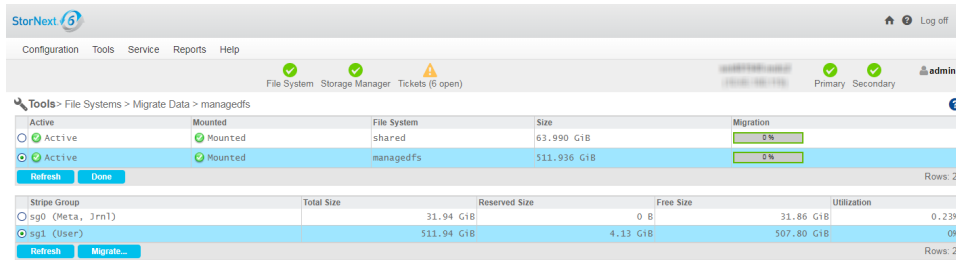 StorNext 6
Log off
Configuration Tools Service Reports Help
File System Storage Manager Tickets (6 open) Primary Secondary admin
Tools> File Systems > Migrate Data > managedfs
Active Mounted File System Size Migration
Active Mounted shared 63.990 GiB 0 %
Active Mounted managedfs 511.936 GiB 0 %
Refresh Done Rows: 2
Stripe Group Total Size Reserved Size Free Size Utilization
sg0 (Meta, Jrnl) 31.94 GiB 0 B 31.86 GiB 0.23%
sg1 (User) 511.94 GiB 4.13 GiB 507.80 GiB 0%
Refresh Migrate... Rows: 2